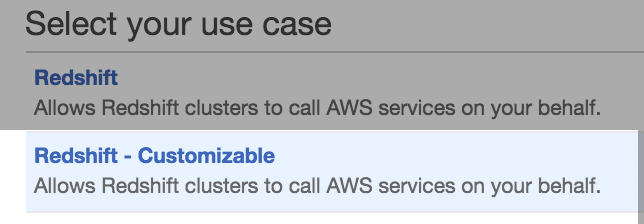 Select your use case
Redshift
Allows Redshift clusters to call AWS services on your behalf.
Redshift - Customizable
Allows Redshift clusters to call AWS services on your behalf.